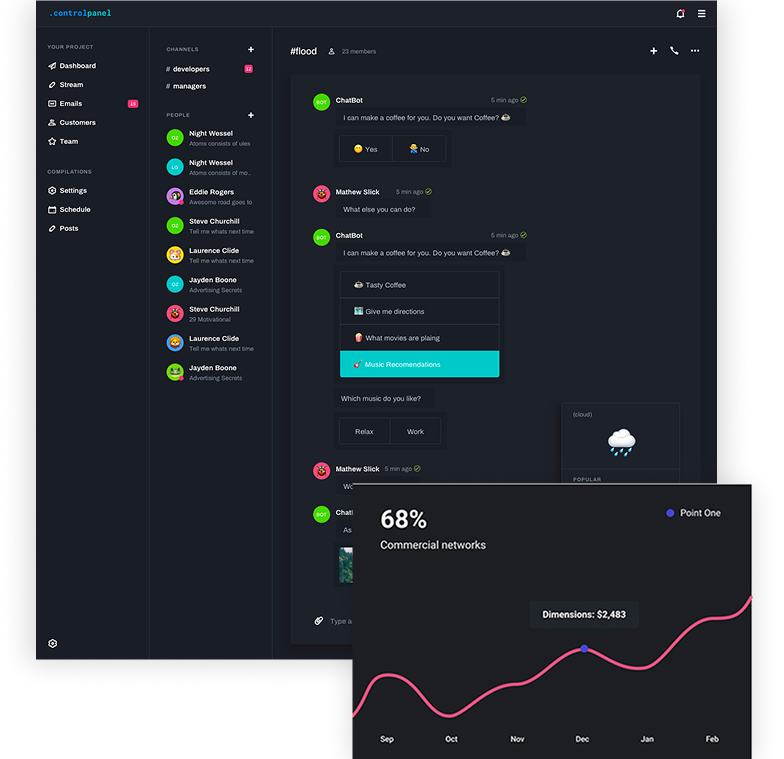 .controlpanel
YOUR PROJECT
Dashboard
Stream
Emails
Customers
Team
COMPILATIONS
Settings
Schedule
Posts
CHANNELS
# developers
# managers
PEOPLE
Night Wessel
Atoms consists of ules
Night Wessel
Atoms consists of mo..
Eddie Rogers
Awesome road goes to
Steve Churchill
Tell me whats next time
Laurence Clide
Tell me whats next time
Jayden Boone
Advertising Secrets
Steve Churchill
29 Motivational
Laurence Clide
Tell me whats next time
Jayden Boone
Advertising Secrets
#flood 23 members
BOT ChatBot 5 min ago
I can make a coffee for you. Do you want Coffee?
Yes No
Mathew Slick 5 min ago
What else you can do?
BOT ChatBot 5 min ago
I can make a coffee for you. Do you want Coffee?
Tasty Coffee
Give me directions
What movies are plaing
Music Recomendations
Which music do you like?
Relax Work
Mathew Slick 5 min ago
BOT
As
Type a
(cloud)
POPULAR
68%
Commercial networks
Point One
Dimensions: $2,483
Sep Oct Nov Dec Jan Feb